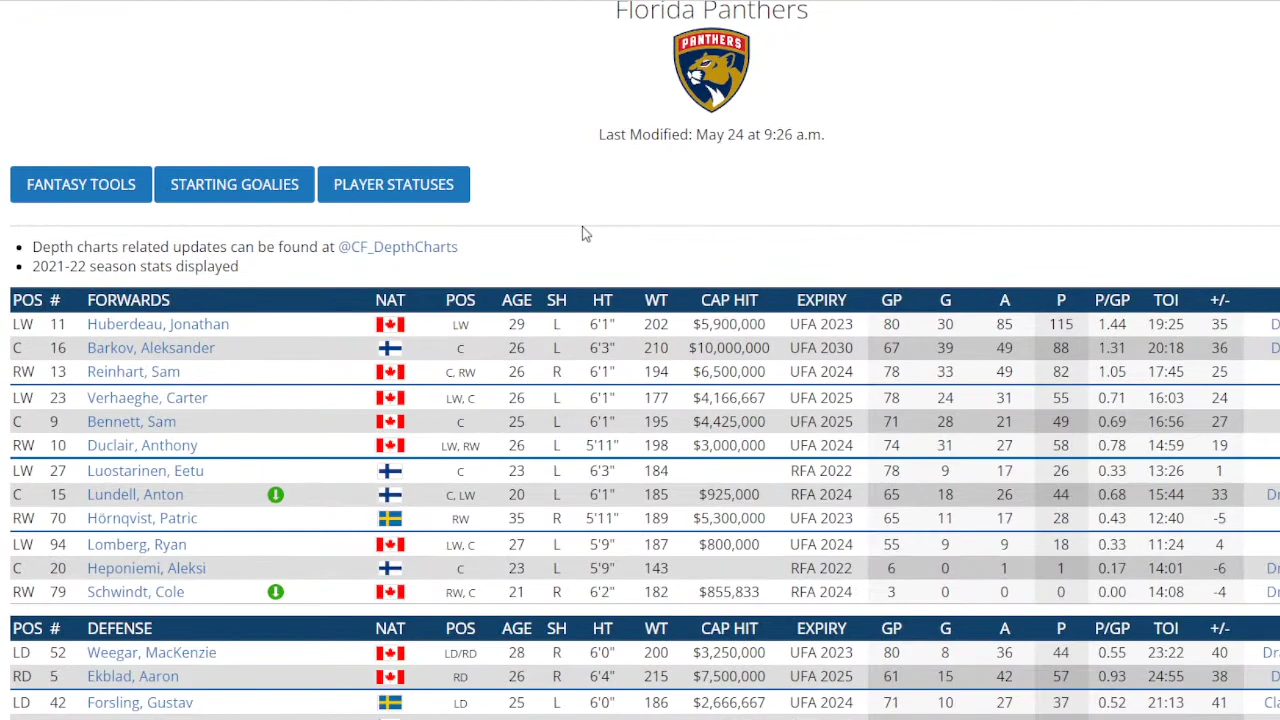 Florida Panthers
PANTHERS
Last Modified: May 24 at 9:26 a.m.
FANTASY TOOLS STARTING GOALIES PLAYER STATUSES
Depth charts related updates can be found at @CF_DepthCharts
2021-22 season stats displayed
POS # FORWARDS NAT POS AGE SH HT WT CAP HIT EXPIRY GP G A P P/GP TOI +/-
LW 11 Huberdeau, Jonathan LW 29 L 6'1" 202 $5,900,000 UFA 2023 80 30 85 115 1.44 19:25 35 D
C 16 Barkov, Aleksander C 26 L 6'3" 210 $10,000,000 UFA 2030 67 39 49 88 1.31 20:18 36 D
RW 13 Reinhart, Sam C, RW 26 R 6'1" 194 $6,500,000 UFA 2024 78 33 49 82 1.05 17:45 25
LW 23 Verhaeghe, Carter LW, C 26 L 6'1" 177 $4,166,667 UFA 2025 78 24 31 55 0.71 16:03 24
C 9 Bennett, Sam C 25 L 6'1" 195 $4,425,000 UFA 2025 71 28 21 49 0.69 16:56 27
RW 10 Duclair, Anthony LW, RW 26 L 5'11" 198 $3,000,000 UFA 2024 74 31 27 58 0.78 14:59 19
LW 27 Luostarinen, Eetu C 23 L 6'3" 184 RFA 2022 78 9 17 26 0.33 13:26 1
C 15 Lundell, Anton C, LW 20 L 6'1" 185 $925,000 RFA 2024 65 18 26 44 0.68 15:44 33 Dr
RW 70 Hörnqvist, Patric RW 35 R 5'11" 189 $5,300,000 UFA 2023 65 11 17 28 0.43 12:40 -5
LW 94 Lomberg, Ryan LW, C 27 L 5'9" 187 $800,000 UFA 2024 55 9 9 18 0.33 11:24 4
C 20 Heponiemi, Aleksi C 23 L 5'9" 143 RFA 2022 6 0 1 1 0.17 14:01 -6 Dr
RW 79 Schwindt, Cole RW, C 21 R 6'2" 182 $855,833 RFA 2024 3 0 0 0 0.00 14:08 -4 Dr
POS # DEFENSE NAT POS AGE SH HT WT CAP HIT EXPIRY GP G A P P/GP TOI +/-
LD 52 Weegar, MacKenzie LD/RD 28 R 6'0" 200 $3,250,000 UFA 2023 80 8 36 44 0.55 23:22 40 Dra
RD 5 Ekblad, Aaron RD 26 R 6'4" 215 $7,500,000 UFA 2025 61 15 42 57 0.93 24:55 38 D
LD 42 Forsling, Gustav LD 25 L 6'0" 186 $2,666,667 UFA 2024 71 10 27 37 0.52 21:13 41 Cla